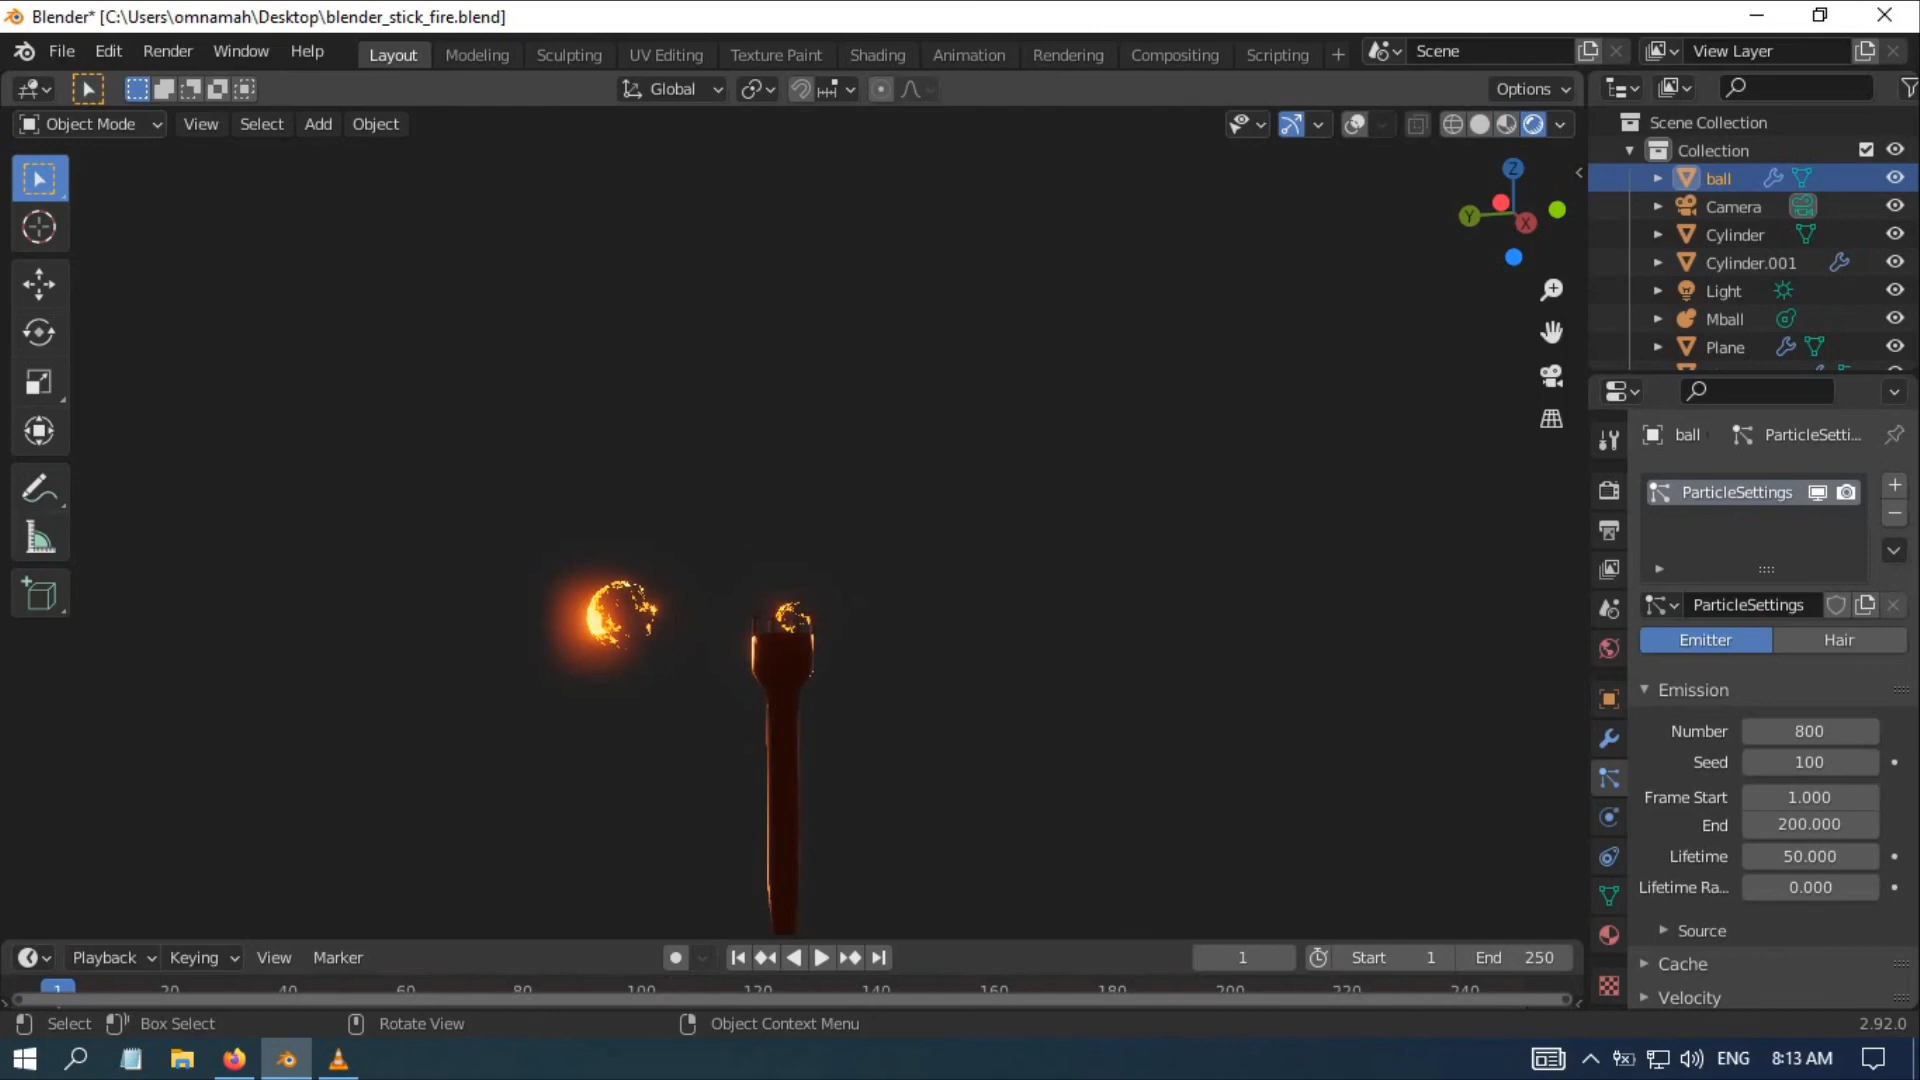 Blender* [C:\Users\omnamah\Desktop\blender_stick_fire.blend]
File Edit Render Window Help Layout Modeling Sculpting UV Editing Texture Paint Shading Animation Rendering Compositing Scripting + Scene View Layer
Global Options
Object Mode View Select Add Object
Scene Collection
Collection
ball
Camera
Cylinder
Cylinder.001
Light
Mball
Plane
Z
Y
X
ball ParticleSetti...
ParticleSettings
ParticleSettings
Emitter Hair
Emission
Number 800
Seed 100
Frame Start 1.000
End 200.000
Lifetime 50.000
Lifetime Ra... 0.000
Source
Cache
Velocity
Playback Keying View Marker 1 Start 1 End 250
1 20 40 60 80 100 120 140 160 180 200 220 240
Select Box Select Rotate View Object Context Menu 2.92.0
ENG 8:13 AM